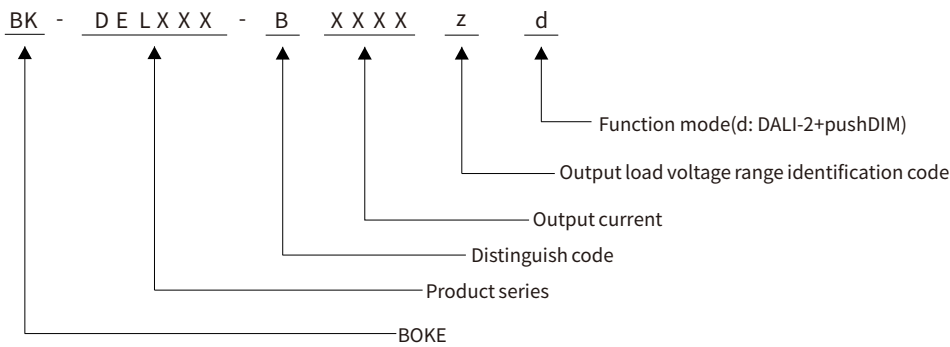 BK - DELXXX - B XXXX z d
Function mode(d: DALI-2+pushDIM)
Output load voltage range identification code
Output current
Distinguish code
Product series
BOKE